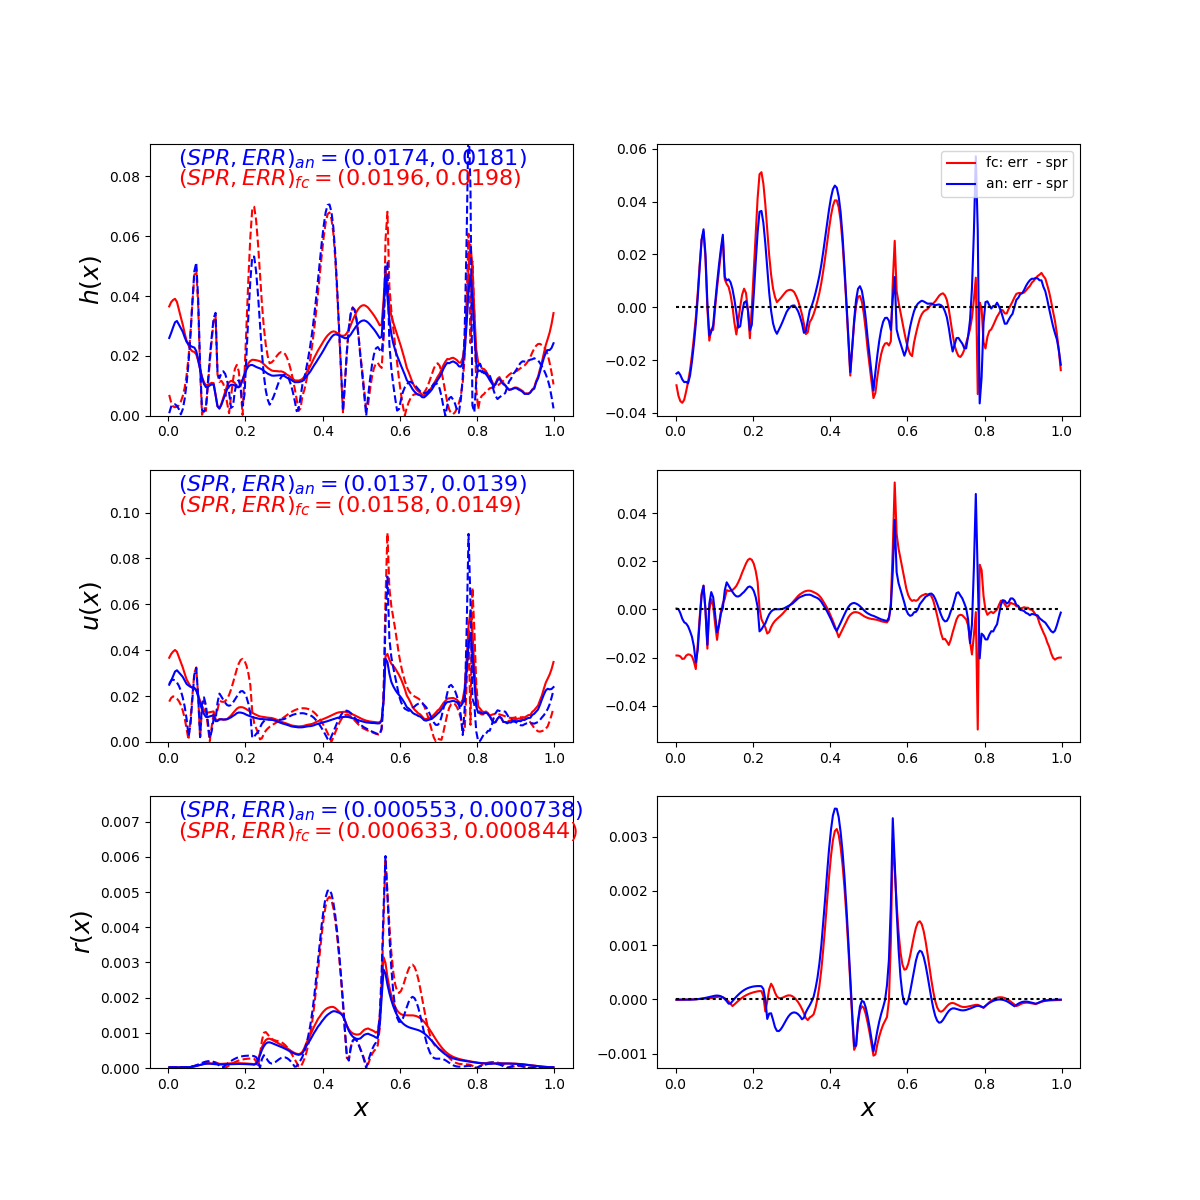 (SPR, ERR)an = (0.0174, 0.0181)
(SPR, ERR)fc = (0.0196, 0.0198)
h(x)
0.08
0.06
0.04
0.02
0.00
0.0 0.2 0.4 0.6 0.8 1.0
fc: err - spr
an: err - spr
0.06
0.04
0.02
0.00
−0.02
−0.04
0.0 0.2 0.4 0.6 0.8 1.0
(SPR, ERR)an = (0.0137, 0.0139)
(SPR, ERR)fc = (0.0158, 0.0149)
u(x)
0.10
0.08
0.06
0.04
0.02
0.00
0.0 0.2 0.4 0.6 0.8 1.0
0.04
0.02
0.00
−0.02
−0.04
0.0 0.2 0.4 0.6 0.8 1.0
(SPR, ERR)an = (0.000553, 0.000738)
(SPR, ERR)fc = (0.000633, 0.000844)
r(x)
0.007
0.006
0.005
0.004
0.003
0.002
0.001
0.000
0.0 0.2 0.4 0.6 0.8 1.0
x
0.003
0.002
0.001
0.000
−0.001
0.0 0.2 0.4 0.6 0.8 1.0
x